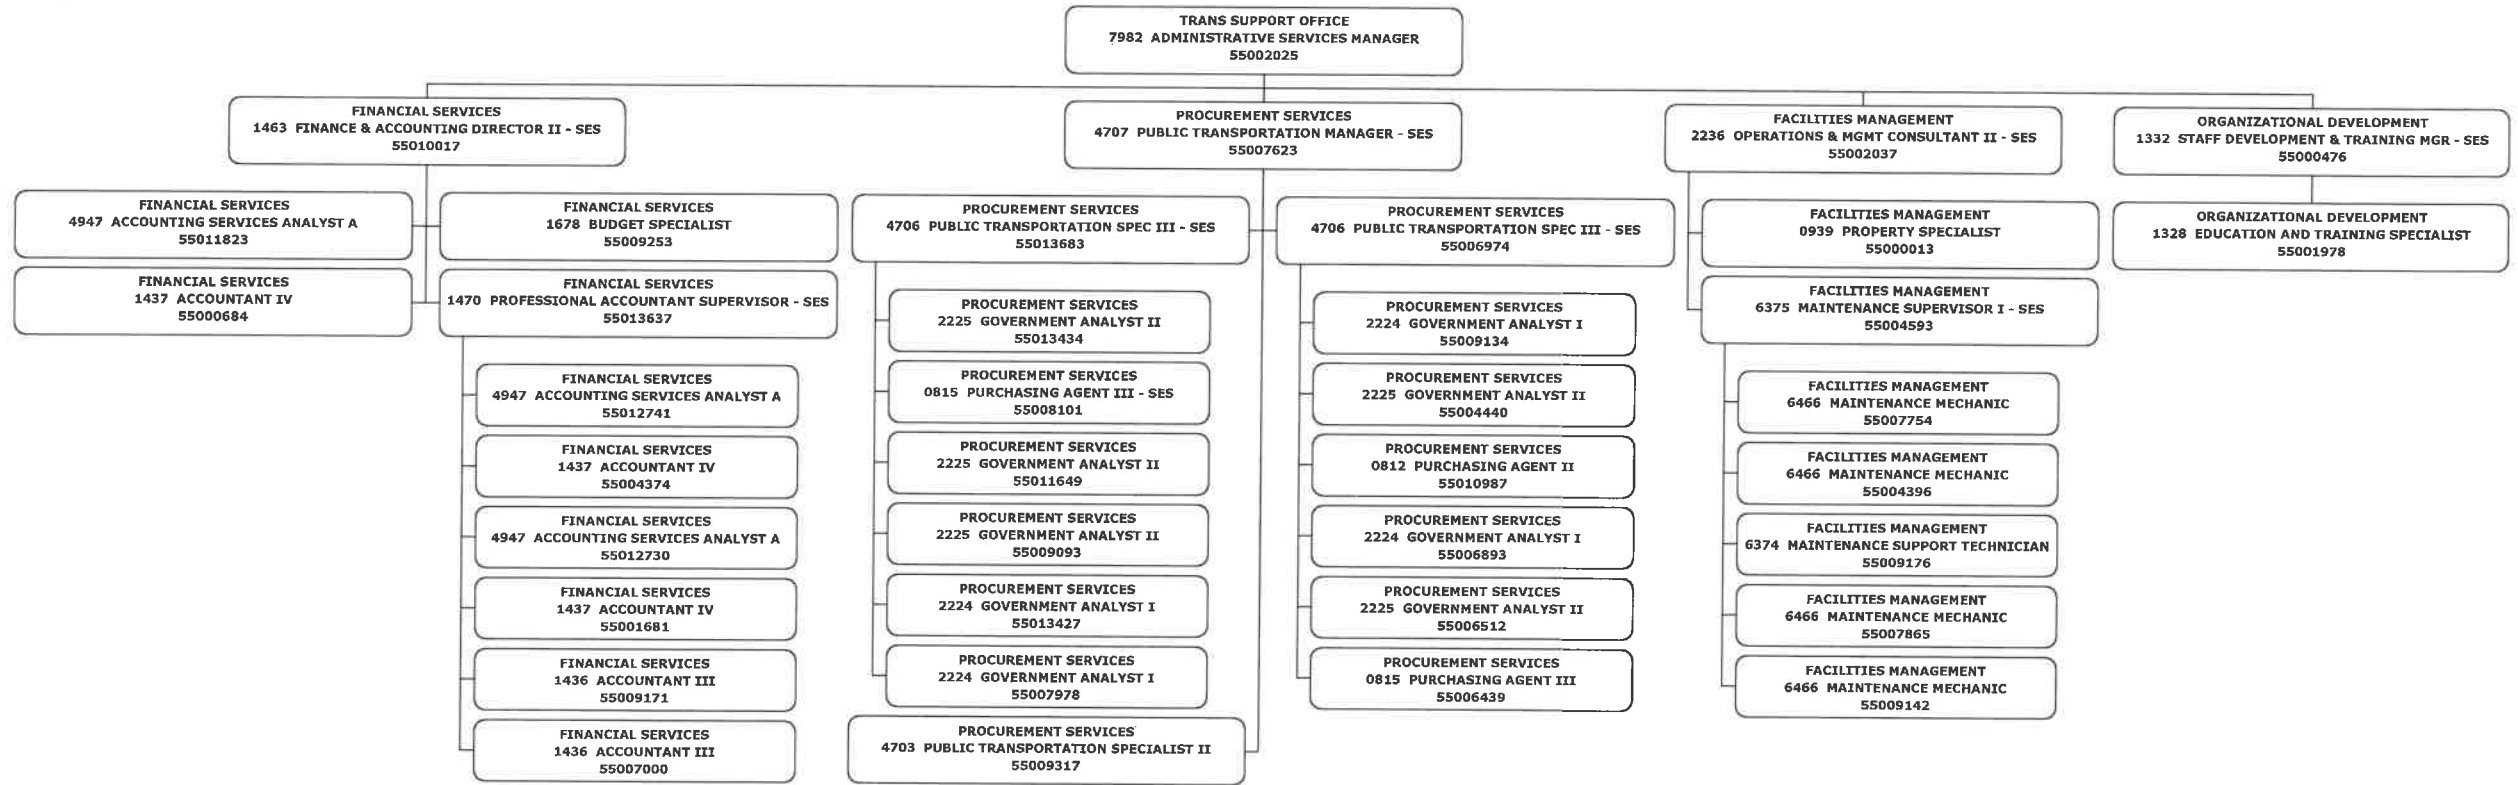 TRANS SUPPORT OFFICE
7982 ADMINISTRATIVE SERVICES MANAGER
55002025
FINANCIAL SERVICES
1463 FINANCE & ACCOUNTING DIRECTOR II - SES
55010017
FINANCIAL SERVICES
4947 ACCOUNTING SERVICES ANALYST A
55011823
FINANCIAL SERVICES
1678 BUDGET SPECIALIST
55009253
FINANCIAL SERVICES
1437 ACCOUNTANT IV
55000684
FINANCIAL SERVICES
1470 PROFESSIONAL ACCOUNTANT SUPERVISOR - SES
55013637
FINANCIAL SERVICES
4947 ACCOUNTING SERVICES ANALYST A
55012741
FINANCIAL SERVICES
1437 ACCOUNTANT IV
55004374
FINANCIAL SERVICES
4947 ACCOUNTING SERVICES ANALYST A
55012730
FINANCIAL SERVICES
1437 ACCOUNTANT IV
55001681
FINANCIAL SERVICES
1436 ACCOUNTANT III
55009171
FINANCIAL SERVICES
1436 ACCOUNTANT III
55007000
PROCUREMENT SERVICES
4707 PUBLIC TRANSPORTATION MANAGER - SES
55007623
PROCUREMENT SERVICES
4706 PUBLIC TRANSPORTATION SPEC III - SES
55013683
PROCUREMENT SERVICES
2225 GOVERNMENT ANALYST II
55013434
PROCUREMENT SERVICES
0815 PURCHASING AGENT III - SES
55008101
PROCUREMENT SERVICES
2225 GOVERNMENT ANALYST II
55011649
PROCUREMENT SERVICES
2225 GOVERNMENT ANALYST II
55009093
PROCUREMENT SERVICES
2224 GOVERNMENT ANALYST I
55013427
PROCUREMENT SERVICES
2224 GOVERNMENT ANALYST I
55007978
PROCUREMENT SERVICES
4703 PUBLIC TRANSPORTATION SPECIALIST II
55009317
PROCUREMENT SERVICES
4706 PUBLIC TRANSPORTATION SPEC III - SES
55006974
PROCUREMENT SERVICES
2224 GOVERNMENT ANALYST I
55009134
PROCUREMENT SERVICES
2225 GOVERNMENT ANALYST II
55004440
PROCUREMENT SERVICES
0812 PURCHASING AGENT II
55010987
PROCUREMENT SERVICES
2224 GOVERNMENT ANALYST I
55006893
PROCUREMENT SERVICES
2225 GOVERNMENT ANALYST II
55006512
PROCUREMENT SERVICES
0815 PURCHASING AGENT III
55006439
FACILITIES MANAGEMENT
2236 OPERATIONS & MGMT CONSULTANT II - SES
55002037
FACILITIES MANAGEMENT
0939 PROPERTY SPECIALIST
55000013
FACILITIES MANAGEMENT
6375 MAINTENANCE SUPERVISOR I - SES
55004593
FACILITIES MANAGEMENT
6466 MAINTENANCE MECHANIC
55007754
FACILITIES MANAGEMENT
6466 MAINTENANCE MECHANIC
55004396
FACILITIES MANAGEMENT
6374 MAINTENANCE SUPPORT TECHNICIAN
55009176
FACILITIES MANAGEMENT
6466 MAINTENANCE MECHANIC
55007865
FACILITIES MANAGEMENT
6466 MAINTENANCE MECHANIC
55009142
ORGANIZATIONAL DEVELOPMENT
1332 STAFF DEVELOPMENT & TRAINING MGR - SES
55000476
ORGANIZATIONAL DEVELOPMENT
1328 EDUCATION AND TRAINING SPECIALIST
55001978